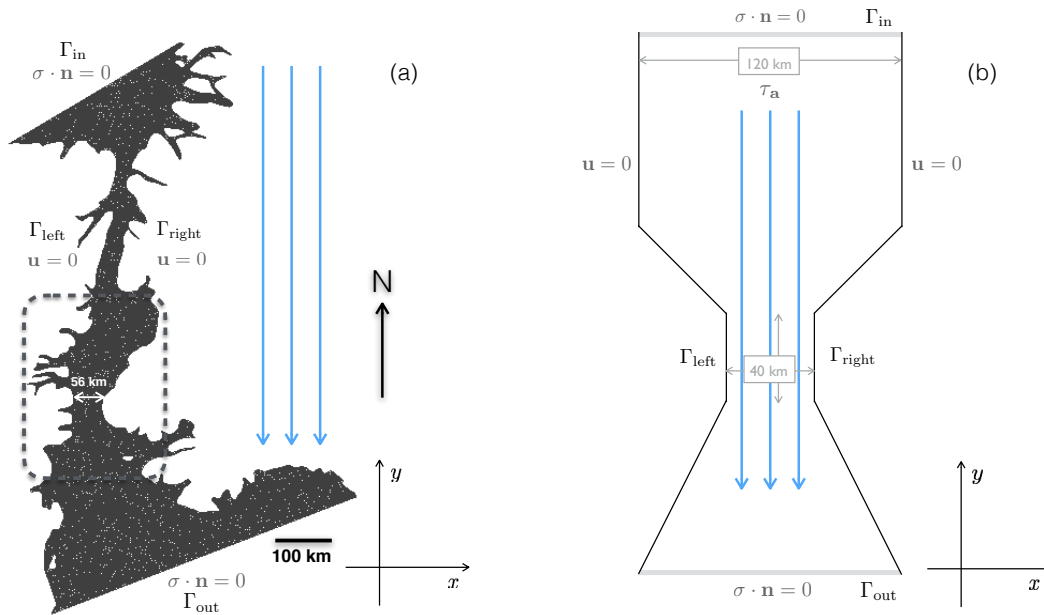 Γin
σ · n = 0
(a)
Γleft
u = 0
Γright
u = 0
N
56 km
y
x
100 km
σ · n = 0
Γout
σ · n = 0
Γin
(b)
120 km
τa
u = 0
u = 0
Γleft
40 km
Γright
y
x
σ · n = 0
Γout